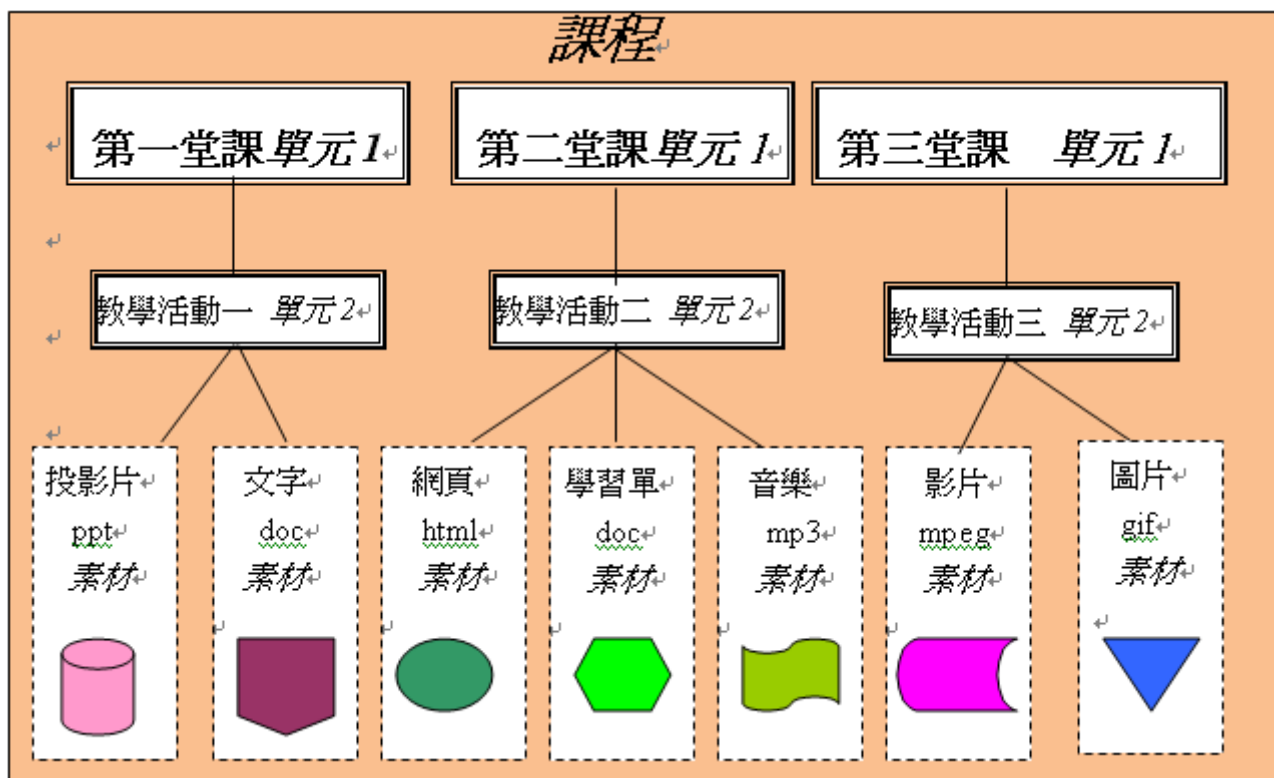 課程
第一堂課單元1
第二堂課單元1
第三堂課 單元1
教學活動一 單元2
教學活動二 單元2
教學活動三 單元2
投影片
ppt
素材
文字
doc
素材
網頁
html
素材
學習單
doc
素材
音樂
mp3
素材
影片
mpeg
素材
圖片
gif
素材